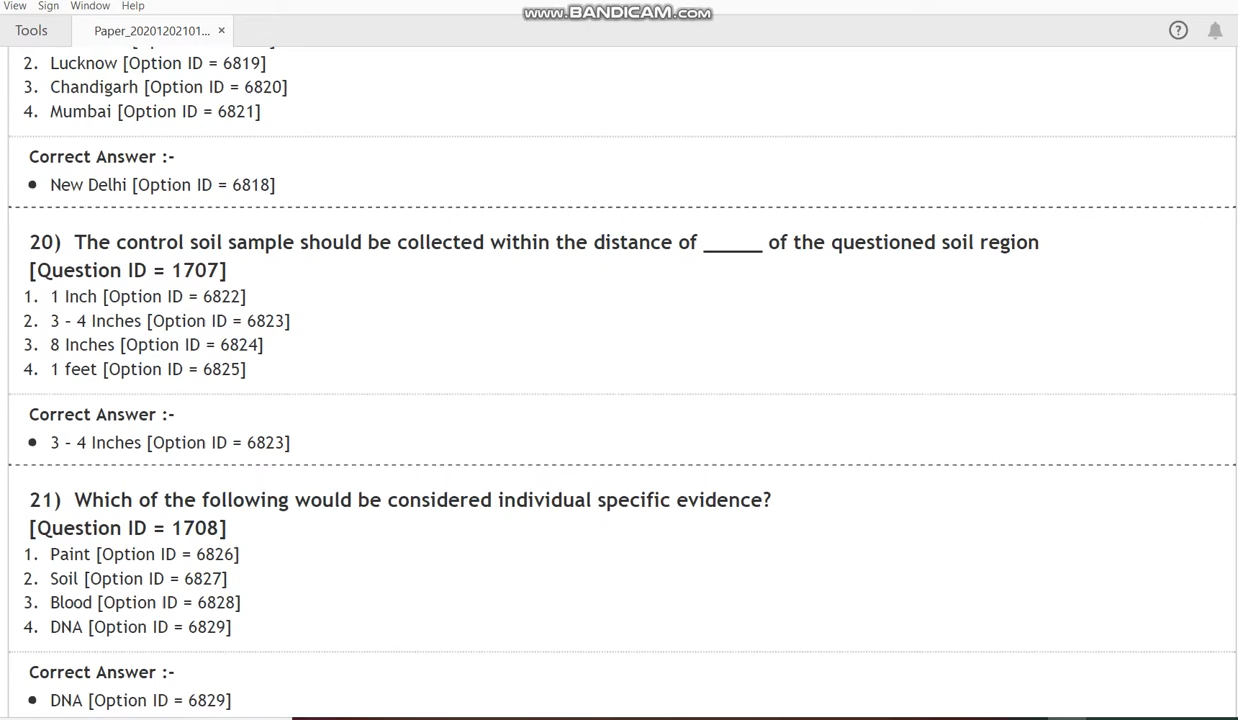 View Sign Window Help
www.BANDICAM.com
Tools Paper_20201202101... ×
2. Lucknow [Option ID = 6819]
3. Chandigarh [Option ID = 6820]
4. Mumbai [Option ID = 6821]
Correct Answer :-
• New Delhi [Option ID = 6818]
20) The control soil sample should be collected within the distance of _____ of the questioned soil region
[Question ID = 1707]
1. 1 Inch [Option ID = 6822]
2. 3 – 4 Inches [Option ID = 6823]
3. 8 Inches [Option ID = 6824]
4. 1 feet [Option ID = 6825]
Correct Answer :-
• 3 – 4 Inches [Option ID = 6823]
21) Which of the following would be considered individual specific evidence?
[Question ID = 1708]
1. Paint [Option ID = 6826]
2. Soil [Option ID = 6827]
3. Blood [Option ID = 6828]
4. DNA [Option ID = 6829]
Correct Answer :-
• DNA [Option ID = 6829]